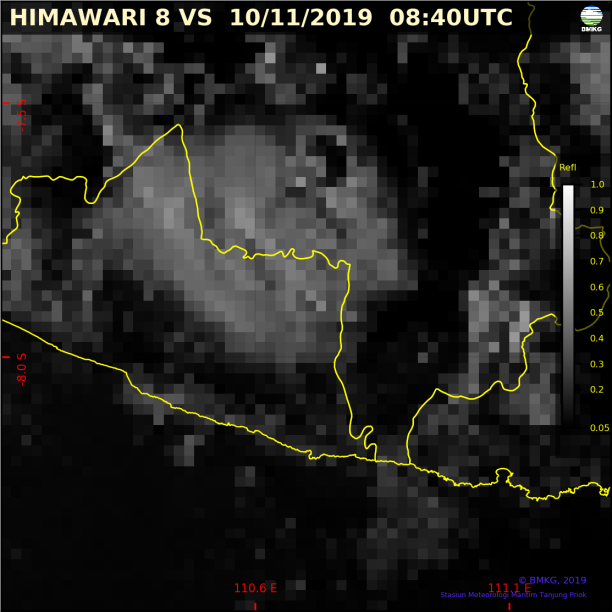 HIMAWARI 8 VS 10/11/2019 08:40UTC
BMKG
-7.5 S
Refl
1.0
0.9
0.8
0.7
0.6
0.5
0.4
0.3
0.2
0.05
-8.0 S
© BMKG, 2019
110.6 E
111.1 E
Stasiun Meteorologi Maritim Tanjung Priok